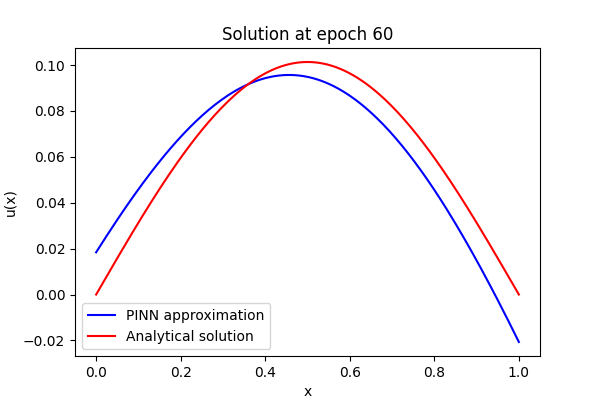 Solution at epoch 60
u(x)
0.10
0.08
0.06
0.04
0.02
0.00
−0.02
PINN approximation
Analytical solution
0.0 0.2 0.4 0.6 0.8 1.0
x